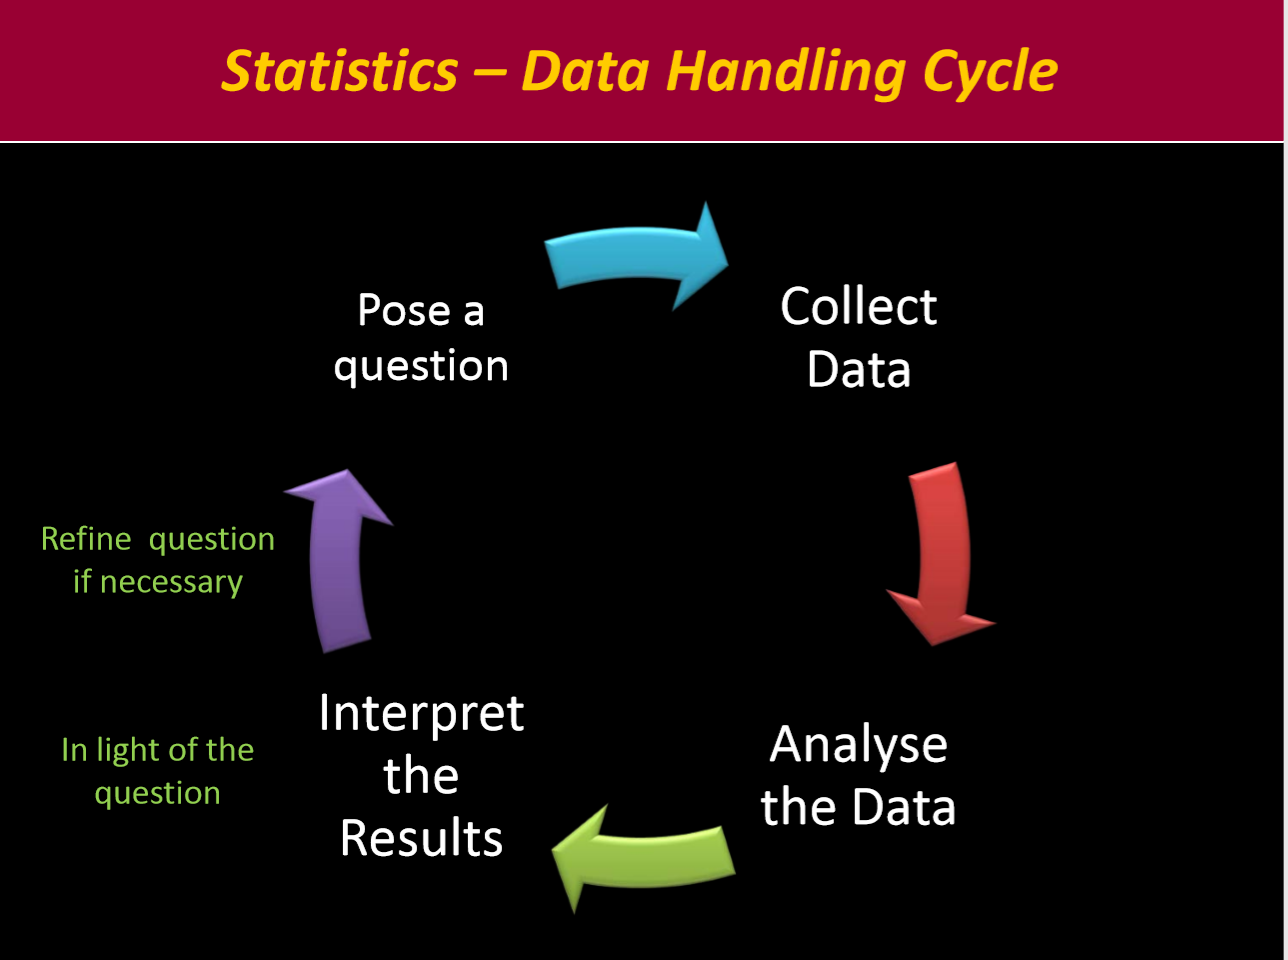 Statistics – Data Handling Cycle
Pose a
question
Collect
Data
Analyse
the Data
Interpret
the
Results
In light of the
question
Refine  question
if necessary